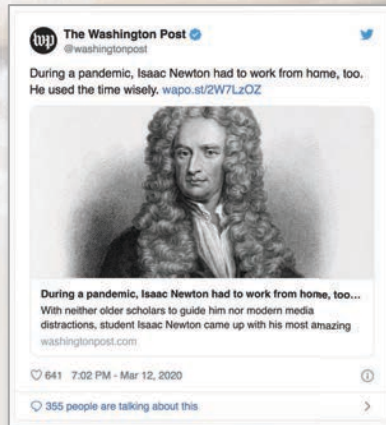 wp
The Washington Post
@washingtonpost
During a pandemic, Isaac Newton had to work from home, too.
He used the time wisely. wapo.st/2W7LzOZ
During a pandemic, Isaac Newton had to work from home, too...
With neither older scholars to guide him nor modern media
distractions, student Isaac Newton came up with his most amazing
washingtonpost.com
641 7:02 PM - Mar 12, 2020
355 people are talking about this